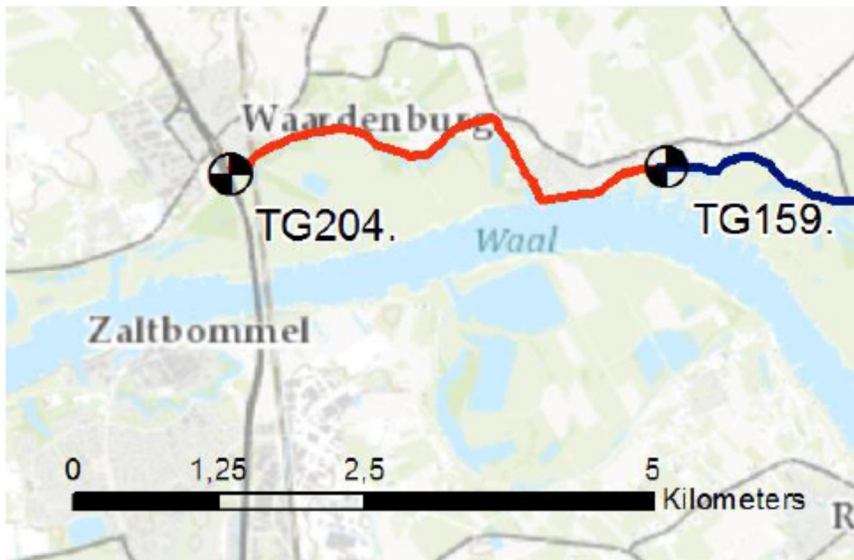 Waardenburg
TG204.
TG159.
Waal
Zaltbommel
0 1,25 2,5 5
Kilometers
R